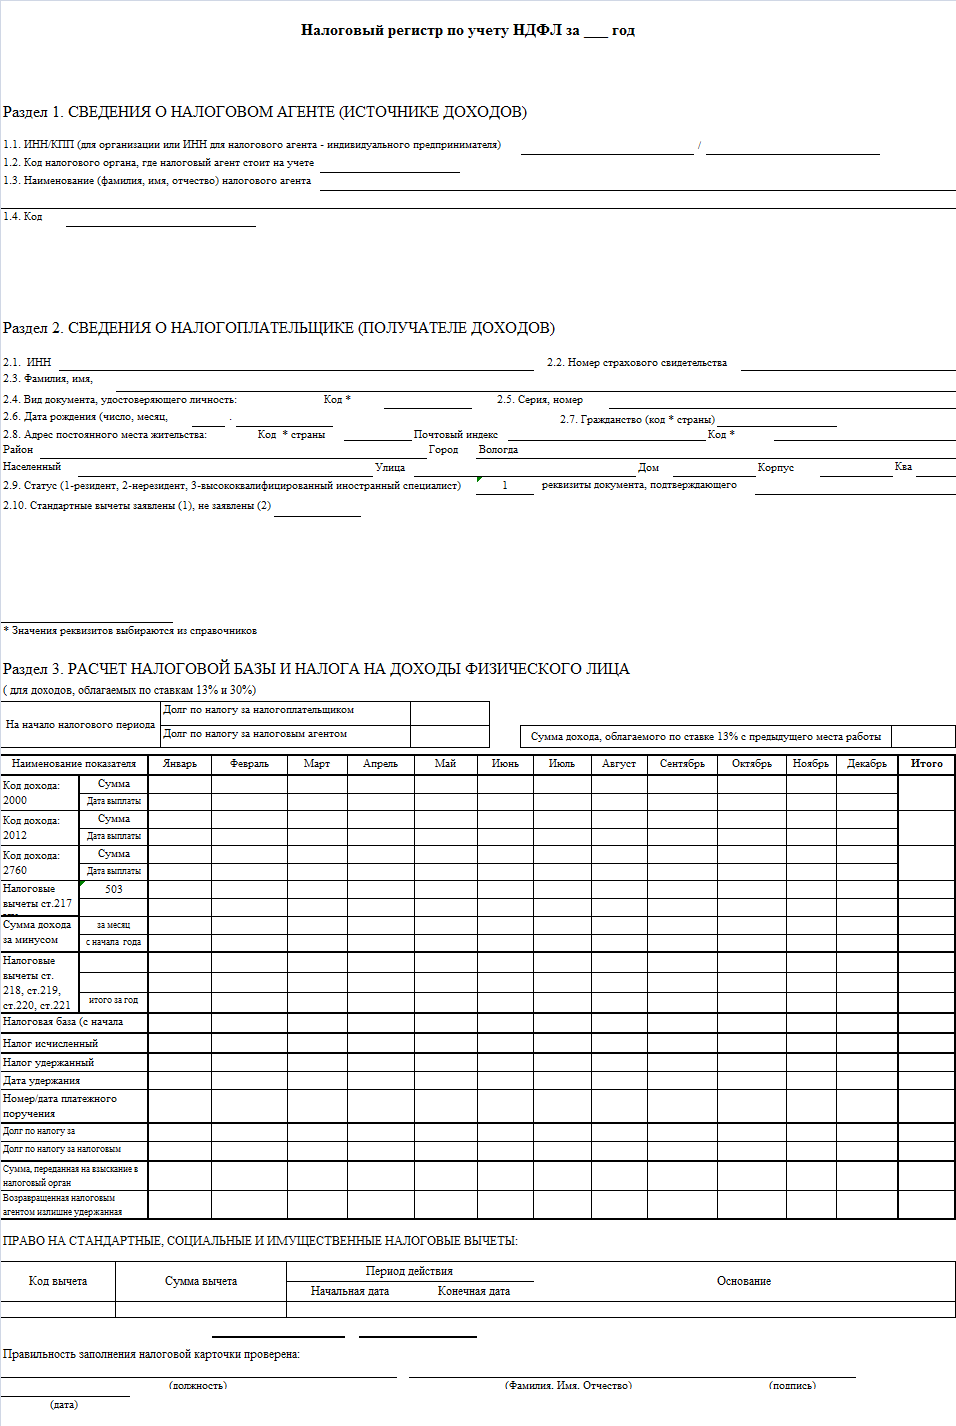 Налоговый регистр по учету НДФЛ за ___ год
Раздел 1. СВЕДЕНИЯ О НАЛОГОВОМ АГЕНТЕ (ИСТОЧНИКЕ ДОХОДОВ)
1.1. ИНН/КПП (для организации или ИНН для налогового агента - индивидуального предпринимателя) /
1.2. Код налогового органа, где налоговый агент стоит на учете
1.3. Наименование (фамилия, имя, отчество) налогового агента
1.4. Код
Раздел 2. СВЕДЕНИЯ О НАЛОГОПЛАТЕЛЬЩИКЕ (ПОЛУЧАТЕЛЕ ДОХОДОВ)
2.1. ИНН 2.2. Номер страхового свидетельства
2.3. Фамилия, имя,
2.4. Вид документа, удостоверяющего личность: Код * 2.5. Серия, номер
2.6. Дата рождения (число, месяц, . 2.7. Гражданство (код * страны)
2.8. Адрес постоянного места жительства: Код * страны Почтовый индекс Код *
Район Город Вологда
Населенный Улица Дом Корпус Ква
2.9. Статус (1-резидент, 2-нерезидент, 3-высококвалифицированный иностранный специалист) 1 реквизиты документа, подтверждающего
2.10. Стандартные вычеты заявлены (1), не заявлены (2)
* Значения реквизитов выбираются из справочников
Раздел 3. РАСЧЕТ НАЛОГОВОЙ БАЗЫ И НАЛОГА НА ДОХОДЫ ФИЗИЧЕСКОГО ЛИЦА
( для доходов, облагаемых по ставкам 13% и 30%)
На начало налогового периода
Долг по налогу за налогоплательщиком
Долг по налогу за налоговым агентом
Сумма дохода, облагаемого по ставке 13% с предыдущего места работы
Наименование показателя Январь Февраль Март Апрель Май Июнь Июль Август Сентябрь Октябрь Ноябрь Декабрь Итого
Код дохода: Сумма
2000 Дата выплаты
Код дохода: Сумма
2012 Дата выплаты
Код дохода: Сумма
2760 Дата выплаты
Налоговые 503
вычеты ст.217
Сумма дохода за месяц
за минусом с начала года
Налоговые
вычеты ст.
218, ст.219,
ст.220, ст.221 итого за год
Налоговая база (с начала
Налог исчисленный
Налог удержанный
Дата удержания
Номер/дата платежного
поручения
Долг по налогу за
Долг по налогу за налоговым
Сумма, переданная на взыскание в
налоговый орган
Возравращенная налоговым
агентом излишне удержанная
ПРАВО НА СТАНДАРТНЫЕ, СОЦИАЛЬНЫЕ И ИМУЩЕСТВЕННЫЕ НАЛОГОВЫЕ ВЫЧЕТЫ:
Код вычета Сумма вычета Период действия Основание
Начальная дата Конечная дата
Правильность заполнения налоговой карточки проверена:
(должность) (Фамилия, Имя, Отчество) (подпись)
(дата)